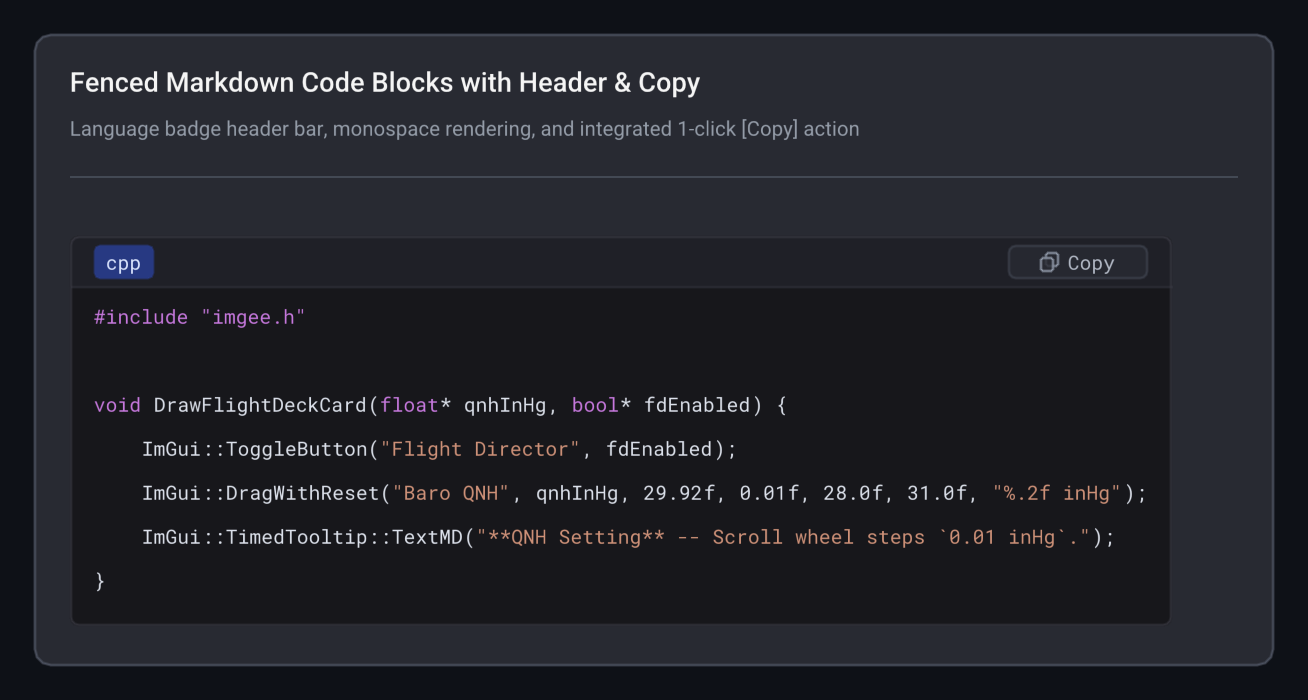 Fenced Markdown Code Blocks with Header & Copy
Language badge header bar, monospace rendering, and integrated 1-click [Copy] action
cpp
Copy
#include "imgee.h"
void DrawFlightDeckCard(float* qnhInHg, bool* fdEnabled) {
    ImGui::ToggleButton("Flight Director", fdEnabled);
    ImGui::DragWithReset("Baro QNH", qnhInHg, 29.92f, 0.01f, 28.0f, 31.0f, "%.2f inHg");
    ImGui::TimedTooltip::TextMD("**QNH Setting** -- Scroll wheel steps `0.01 inHg`.");
}